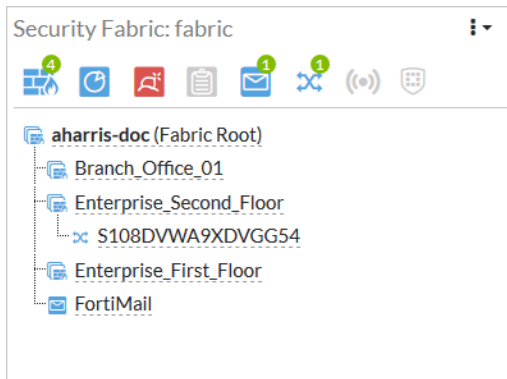 Security Fabric: fabric
4 1 1
aharris-doc (Fabric Root)
Branch_Office_01
Enterprise_Second_Floor
S108DVWA9XDVGG54
Enterprise_First_Floor
FortiMail